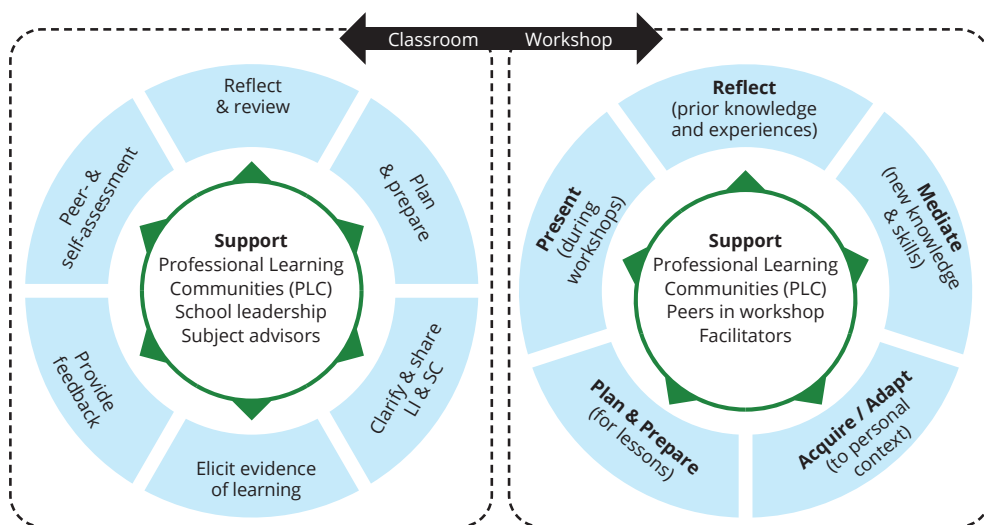 Classroom Workshop
Reflect
& review
Plan
& prepare
Clarify & share
LI & SC
Elicit evidence
of learning
Provide
feedback
Peer- &
self-assessment
Support
Professional Learning
Communities (PLC)
School leadership
Subject advisors
Reflect
(prior knowledge
and experiences)
Mediate
(new knowledge
& skills)
Acquire / Adapt
(to personal
context)
Plan & Prepare
(for lessons)
Present
(during
workshops)
Support
Professional Learning
Communities (PLC)
Peers in workshop
Facilitators